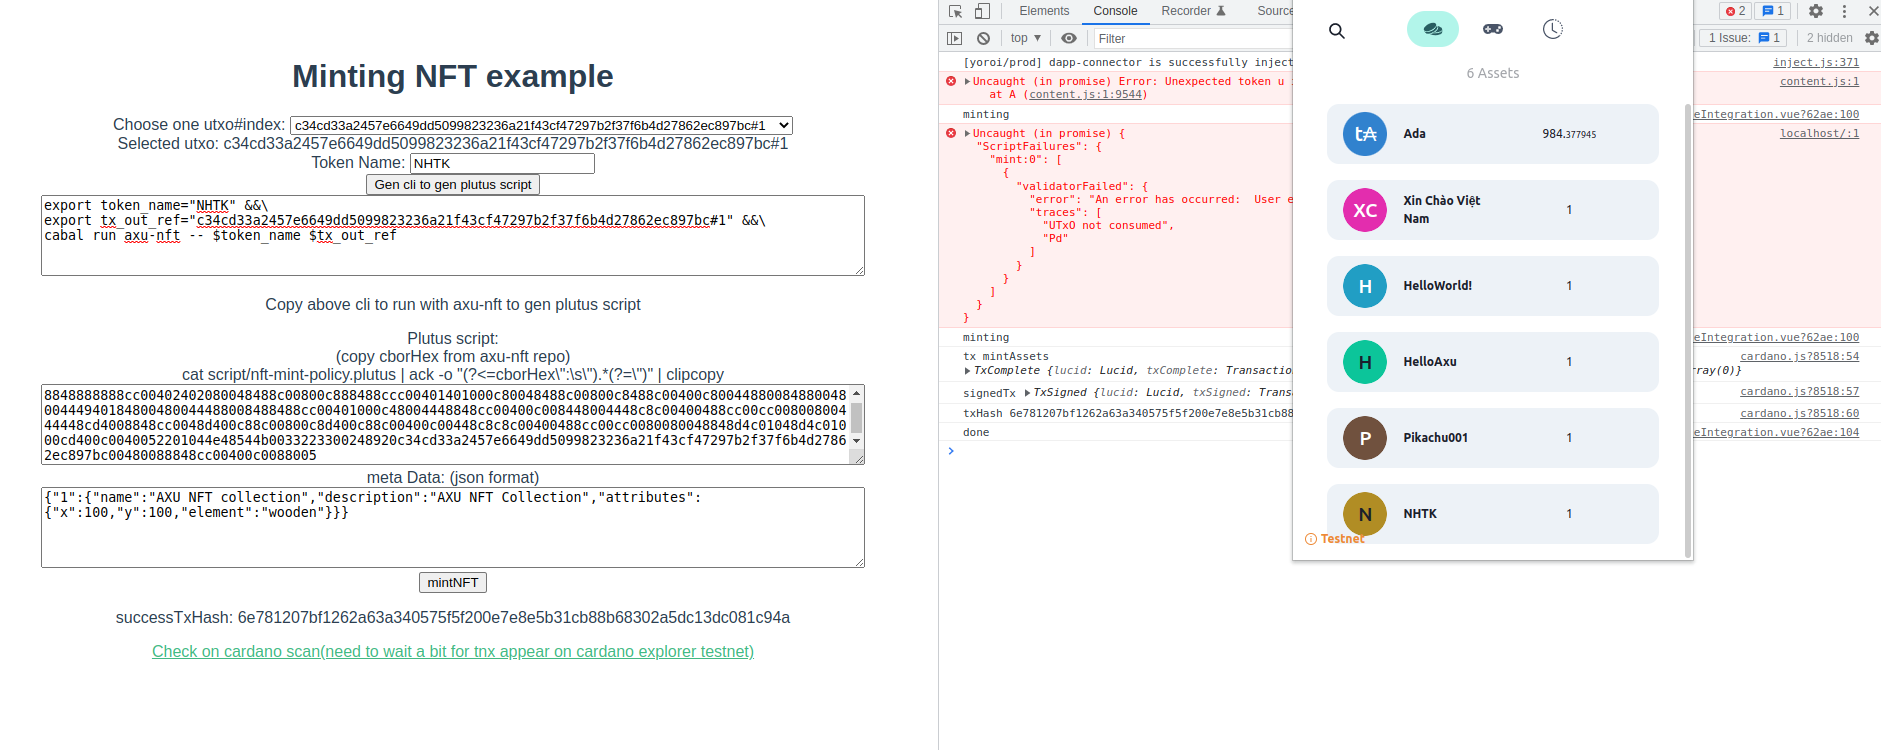 Minting NFT example
Choose one utxo#index: c34cd33a2457e6649dd5099823236a21f43cf47297b2f37f6b4d27862ec897bc#1
Selected utxo: c34cd33a2457e6649dd5099823236a21f43cf47297b2f37f6b4d27862ec897bc#1
Token Name: NHTK
Gen cli to gen plutus script
export token_name="NHTK" &&\
export tx_out_ref="c34cd33a2457e6649dd5099823236a21f43cf47297b2f37f6b4d27862ec897bc#1" &&\
cabal run axu-nft -- $token_name $tx_out_ref
Copy above cli to run with axu-nft to gen plutus script
Plutus script:
(copy cborHex from axu-nft repo)
cat script/nft-mint-policy.plutus | ack -o "(?<=cborHex\":\s\").*(?=\")" | clipcopy
8848888888cc00402402080048488c00800c888488ccc00401401000c80048488c00800c8488c00400c80044880084880048
0044494018480048004448800848848 8cc00401000c48004448848cc00400c008448004448c8c00400488cc00cc008008004
44448cd4008848cc0048d400c88c00800c8d400c88c00400c00448c8c8c00400488cc00cc0080080048848d4c01048d4c010
00cd400c0040052201044e48544b0033223300248920c34cd33a2457e6649dd5099823236a21f43cf47297b2f37f6b4d2786
2ec897bc00480088848cc00400c0088005
meta Data: (json format)
{"1":{"name":"AXU NFT collection","description":"AXU NFT Collection","attributes":
{"x":100,"y":100,"element":"wooden"}}}
mintNFT
successTxHash: 6e781207bf1262a63a340575f5f200e7e8e5b31cb88b68302a5dc13dc081c94a
Check on cardano scan(need to wait a bit for tnx appear on cardano explorer testnet)
Elements Console Recorder Sourc 2 1
top Filter 1 Issue: 1 2 hidden
[yoroi/prod] dapp-connector is successfully inject inject.js:371
Uncaught (in promise) Error: Unexpected token u content.js:1
at A (content.js:1:9544)
minting eIntegration.vue?62ae:100
Uncaught (in promise) { localhost/:1
"ScriptFailures": {
"mint:0": [
{
"validatorFailed": {
"error": "An error has occurred:  User e
"traces": [
"UTxO not consumed",
"Pd"
]
}
}
]
}
}
minting eIntegration.vue?62ae:100
tx mintAssets cardano.js?8518:54
TxComplete {lucid: Lucid, txComplete: Transactio rray(0)}
signedTx TxSigned {lucid: Lucid, txSigned: Trans cardano.js?8518:57
txHash 6e781207bf1262a63a340575f5f200e7e8e5b31cb88 cardano.js?8518:60
done eIntegration.vue?62ae:104
6 Assets
t₳ Ada 984.377945
XC Xin Chào Việt
Nam 1
H HelloWorld! 1
H HelloAxu 1
P Pikachu001 1
N NHTK 1
Testnet